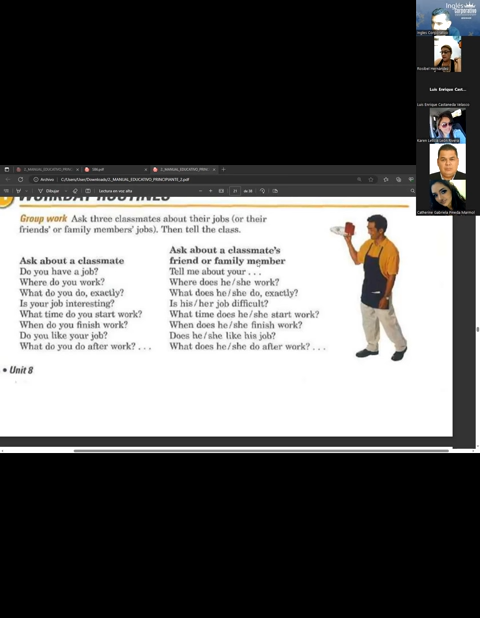 Inglés
Corporativo
Inglés Corporativo
Luis Enrique Cast...
Luis Enrique Castaneda Velasco
2_MANUAL_EDUCATIVO_PRIN
2_MANUAL_EDUCATIVO_PRIN
Archivo
C:/Users/User/Downloads/2_MANUAL_EDUCATIVO_PRINCIPIANTE_2.pdf
Dibujar
Lectura en voz alta
21
de 38
WORKDAY ROUTINES
Group work Ask three classmates about their jobs (or their
friends' or family members' jobs). Then tell the class.
Ask about a classmate
Do you have a job?
Where do you work?
What do you do, exactly?
Is your job interesting?
What time do you start work?
When do you finish work?
Do you like your job?
What do you do after work? . . .
Ask about a classmate's
friend or family member
Tell me about your . . .
Where does he/she work?
What does he/she do, exactly?
Is his/her job difficult?
What time does he/she start work?
When does he/she finish work?
Does he/she like his job?
What does he/she do after work? . . .
• Unit 8